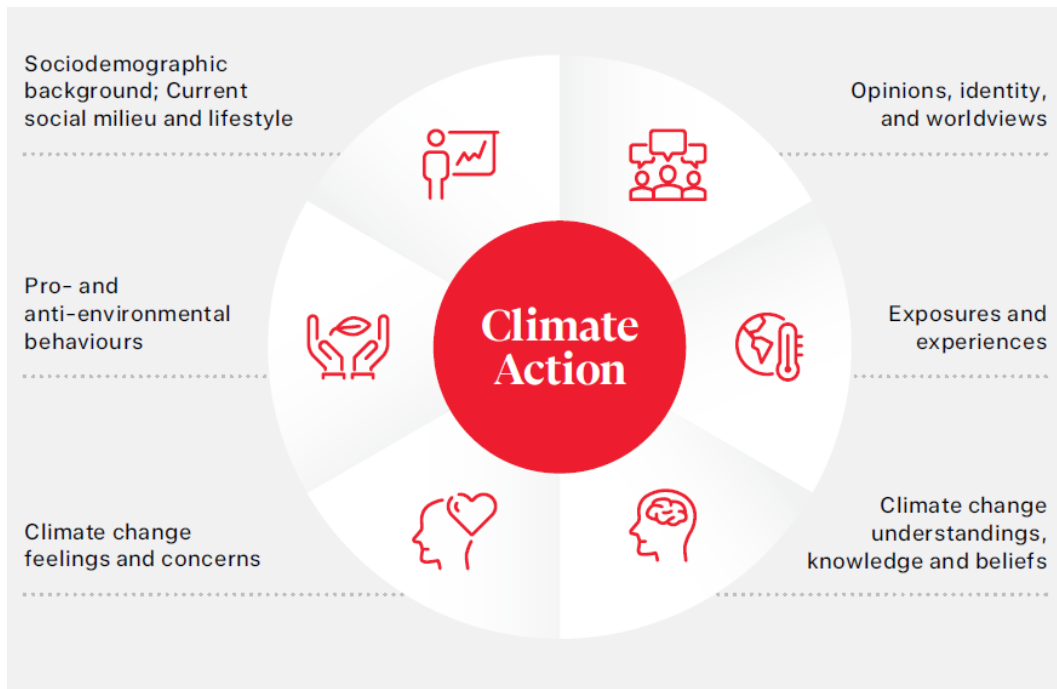 Sociodemographic
background; Current
social milieu and lifestyle
Opinions, identity,
and worldviews
Pro- and
anti-environmental
behaviours
Climate
Action
Exposures and
experiences
Climate change
feelings and concerns
Climate change
understandings,
knowledge and beliefs